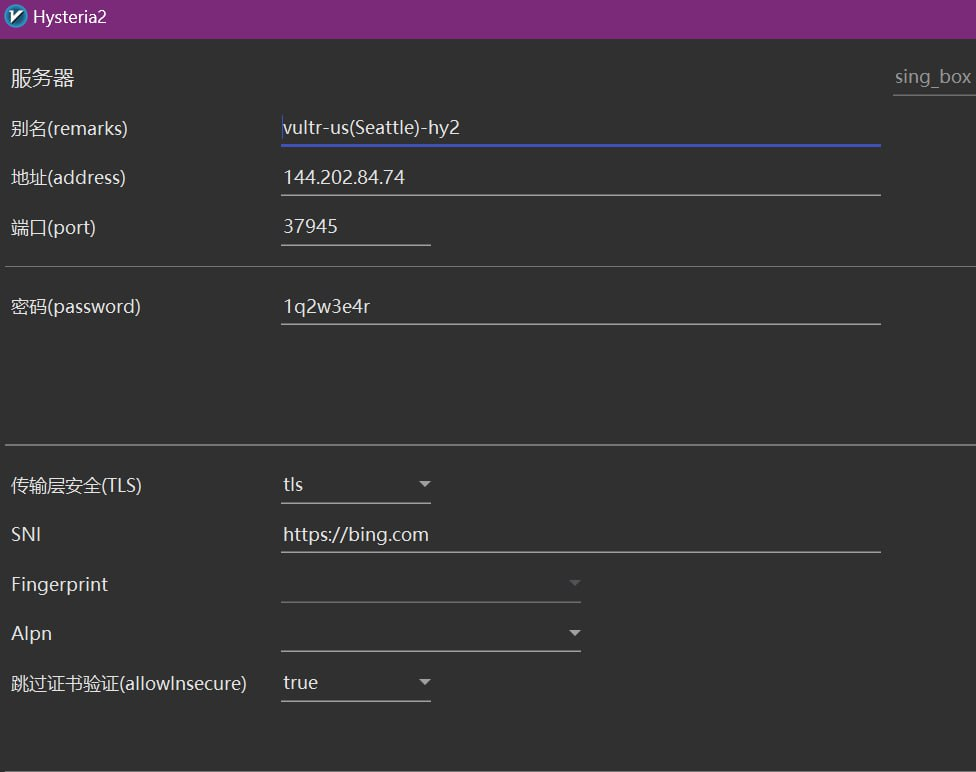 Hysteria2
服务器
sing_box
别名(remarks) vultr-us(Seattle)-hy2
地址(address) 144.202.84.74
端口(port) 37945
密码(password) 1q2w3e4r
传输层安全(TLS) tls
SNI https://bing.com
Fingerprint
Alpn
跳过证书验证(allowInsecure) true